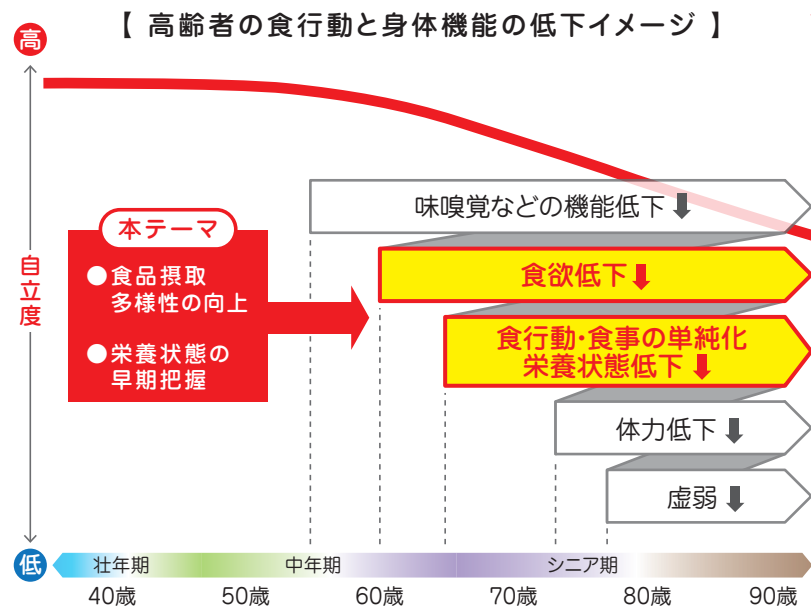 【 高齢者の食行動と身体機能の低下イメージ 】
高
味嗅覚などの機能低下
本テーマ
●食品摂取
多様性の向上
●栄養状態の
早期把握
自立度
食欲低下
食行動・食事の単純化
栄養状態低下
体力低下
虚弱
低
壮年期 中年期 シニア期
40歳 50歳 60歳 70歳 80歳 90歳